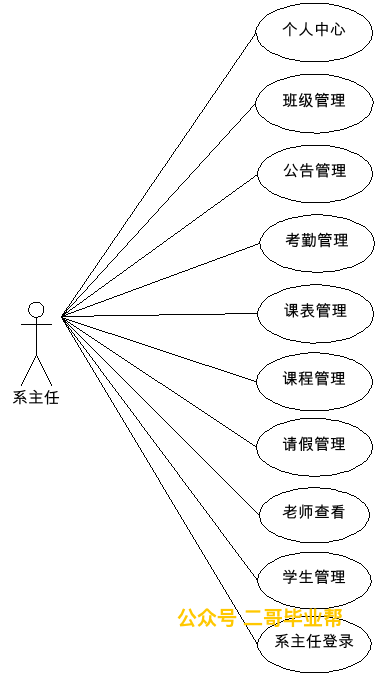 个人中心
班级管理
公告管理
考勤管理
课表管理
系主任
课程管理
请假管理
老师查看
学生管理
公众号 二哥毕业帮
系主任登录